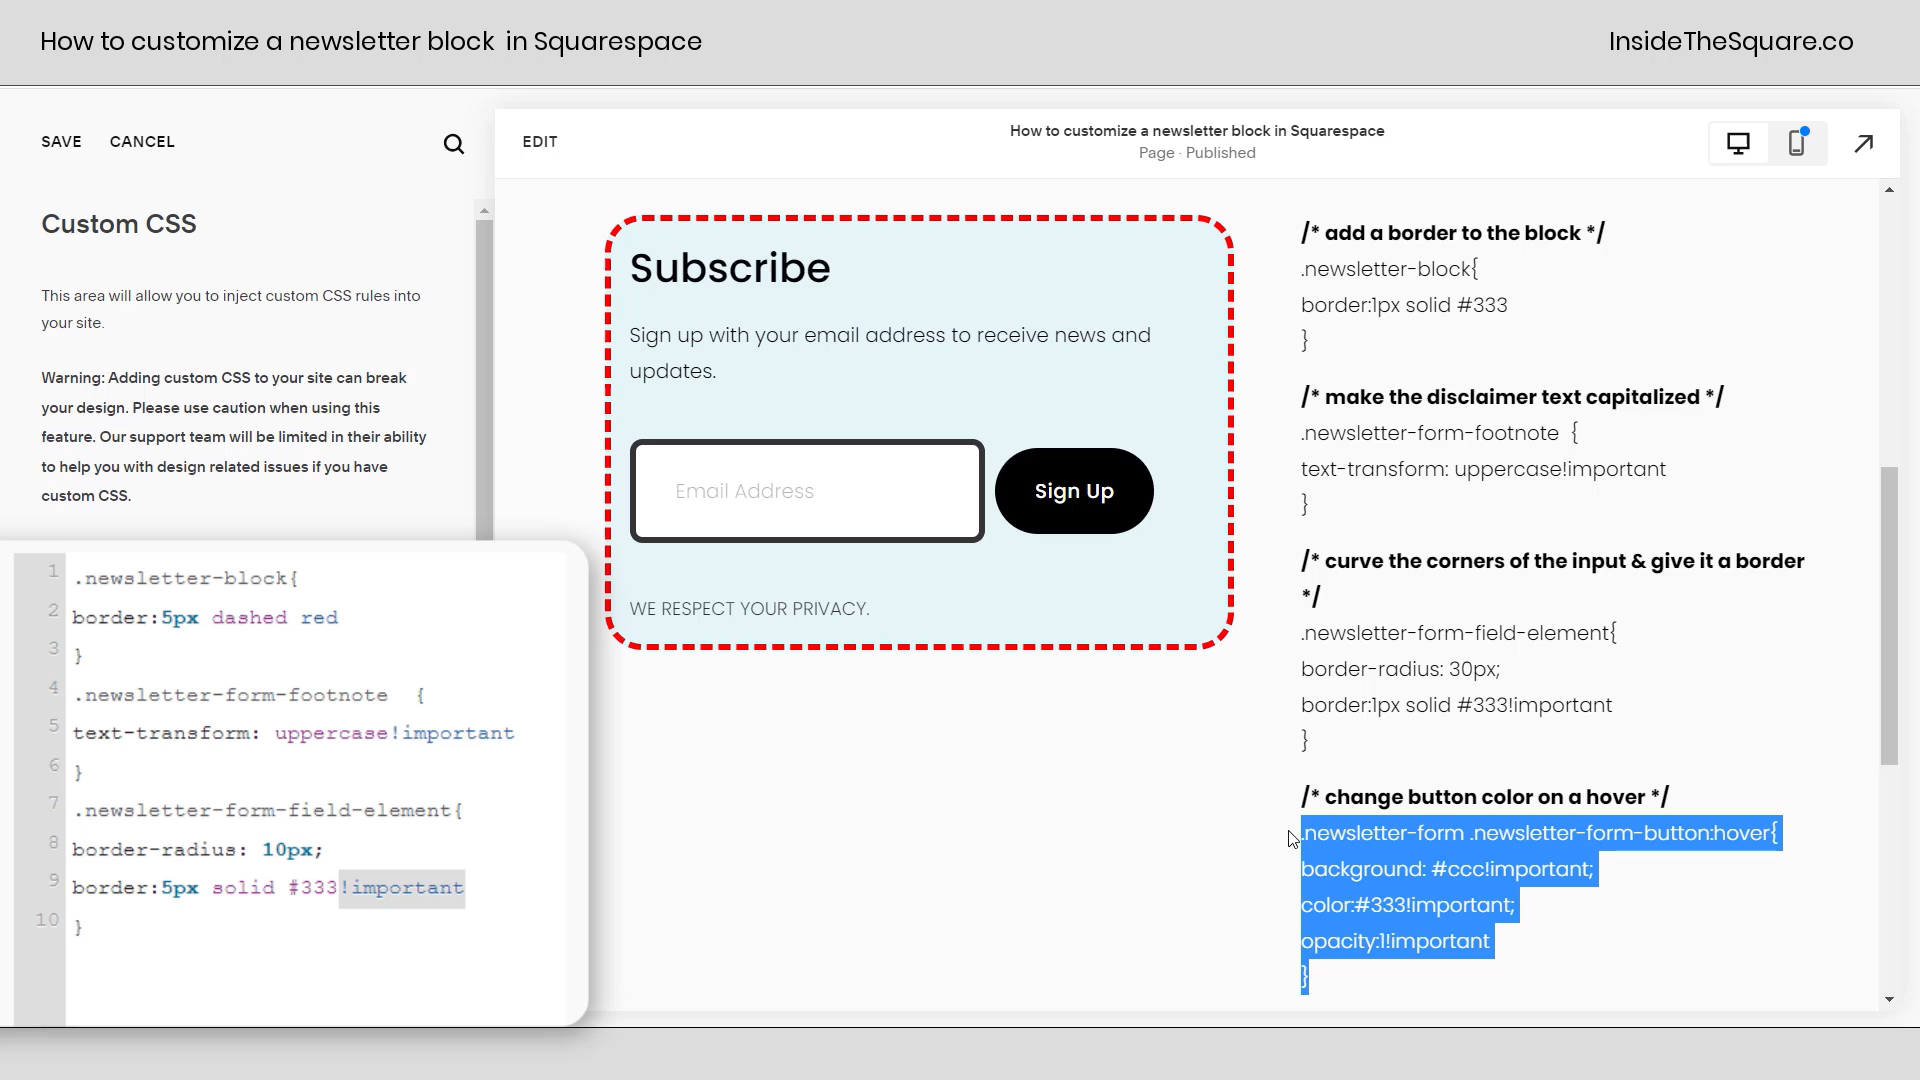 How to customize a newsletter block in Squarespace
InsideTheSquare.co
SAVE CANCEL
EDIT
How to customize a newsletter block in Squarespace
Page · Published
Custom CSS
This area will allow you to inject custom CSS rules into
your site.
Warning: Adding custom CSS to your site can break
your design. Please use caution when using this
feature. Our support team will be limited in their ability
to help you with design related issues if you have
custom CSS.
1 .newsletter-block{
2 border:5px dashed red
3 }
4 .newsletter-form-footnote {
5 text-transform: uppercase!important
6 }
7 .newsletter-form-field-element{
8 border-radius: 10px;
9 border:5px solid #333!important
10 }
Subscribe
Sign up with your email address to receive news and
updates.
Email Address
Sign Up
WE RESPECT YOUR PRIVACY.
/* add a border to the block */
.newsletter-block{
border:1px solid #333
}
/* make the disclaimer text capitalized */
.newsletter-form-footnote {
text-transform: uppercase!important
}
/* curve the corners of the input & give it a border
*/
.newsletter-form-field-element{
border-radius: 30px;
border:1px solid #333!important
}
/* change button color on a hover */
.newsletter-form .newsletter-form-button:hover{
background: #ccc!important;
color:#333!important;
opacity:1!important
}